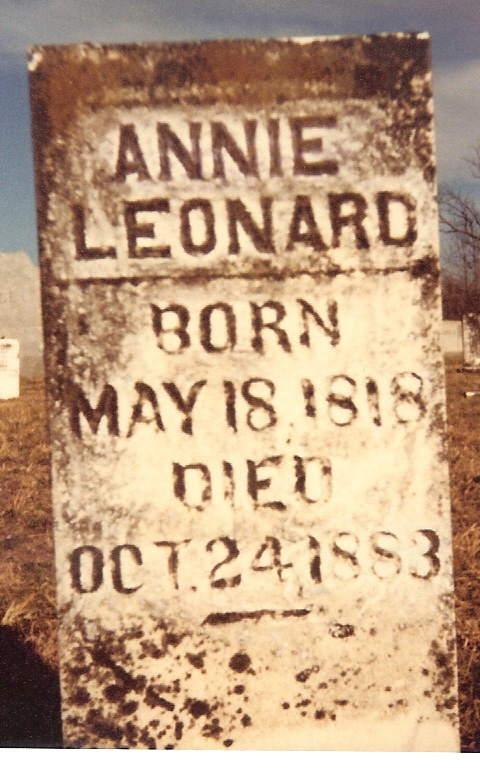 ANNIE
LEONARD
BORN
MAY 18, 1818
DIED
OCT. 24, 1883